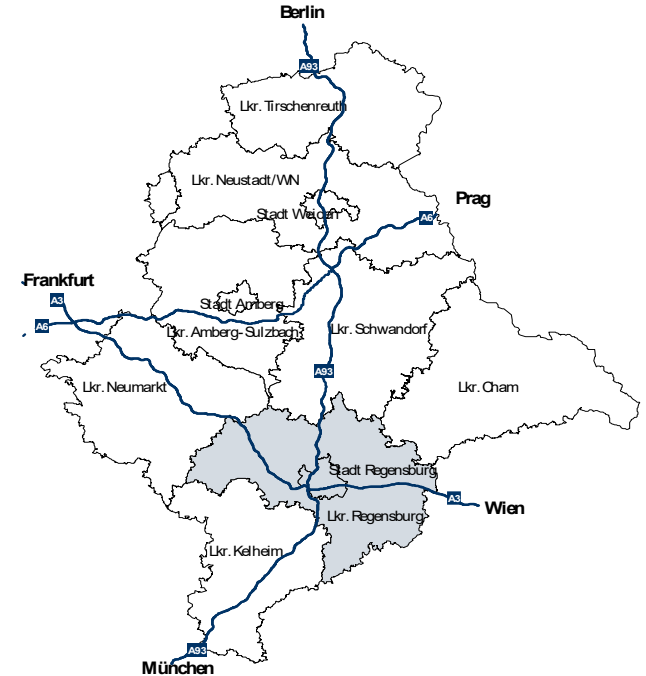 Berlin
A93
Lkr. Tirschenreuth
Lkr. Neustadt/WN
Prag
Stadt Weiden
A6
Frankfurt
A3
Stadt Amberg
A6
Lkr. Amberg-Sulzbach
Lkr. Schwandorf
A93
Lkr. Neumarkt
Lkr. Cham
Stadt Regensburg
A3
Wien
Lkr. Regensburg
Lkr. Kelheim
A93
München